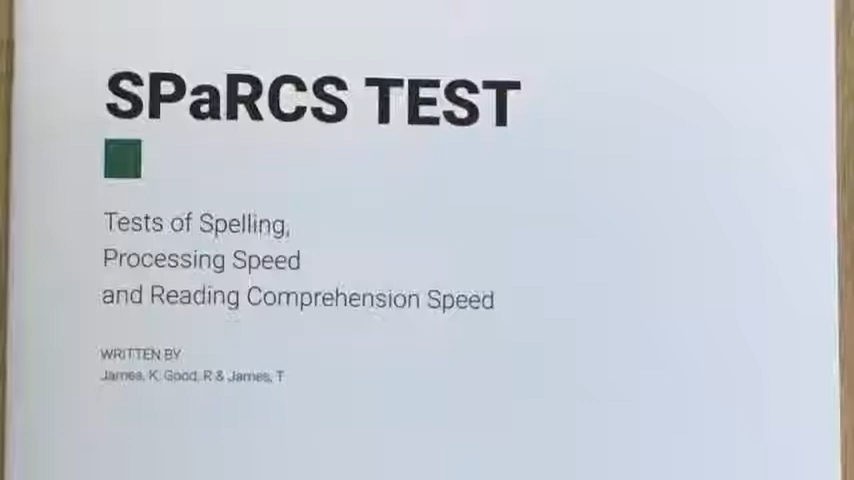 SPaRCS TEST
Tests of Spelling,
Processing Speed
and Reading Comprehension Speed
WRITTEN BY
James, K, Good, R & James, T